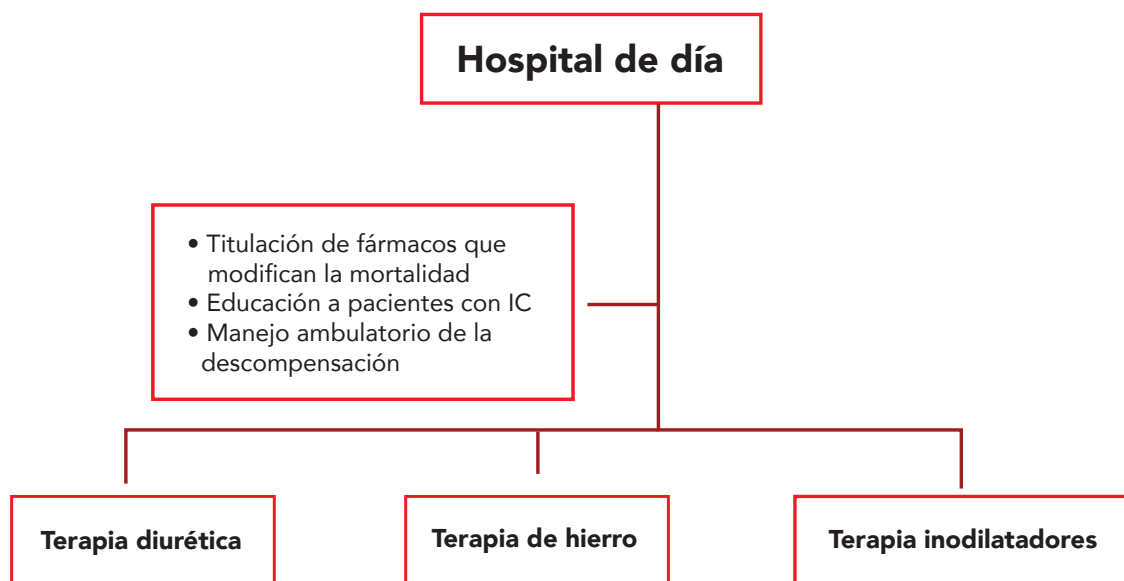 Hospital de día
• Titulación de fármacos que
modifican la mortalidad
• Educación a pacientes con IC
• Manejo ambulatorio de la
descompensación
Terapia diurética
Terapia de hierro
Terapia inodilatadores